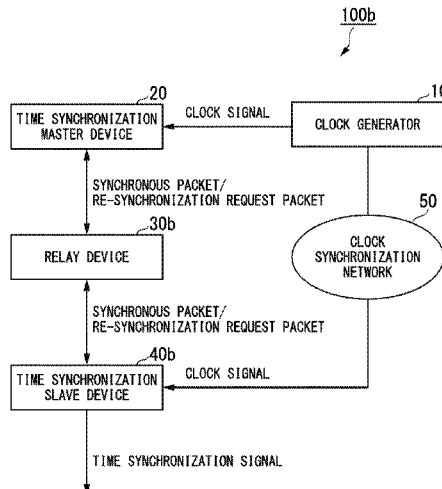 100b
20
TIME SYNCHRONIZATION
MASTER DEVICE
CLOCK SIGNAL
10
CLOCK GENERATOR
SYNCHRONOUS PACKET/
RE-SYNCHRONIZATION REQUEST PACKET
30b
RELAY DEVICE
50
CLOCK
SYNCHRONIZATION
NETWORK
SYNCHRONOUS PACKET/
RE-SYNCHRONIZATION REQUEST PACKET
40b
TIME SYNCHRONIZATION
SLAVE DEVICE
CLOCK SIGNAL
TIME SYNCHRONIZATION SIGNAL